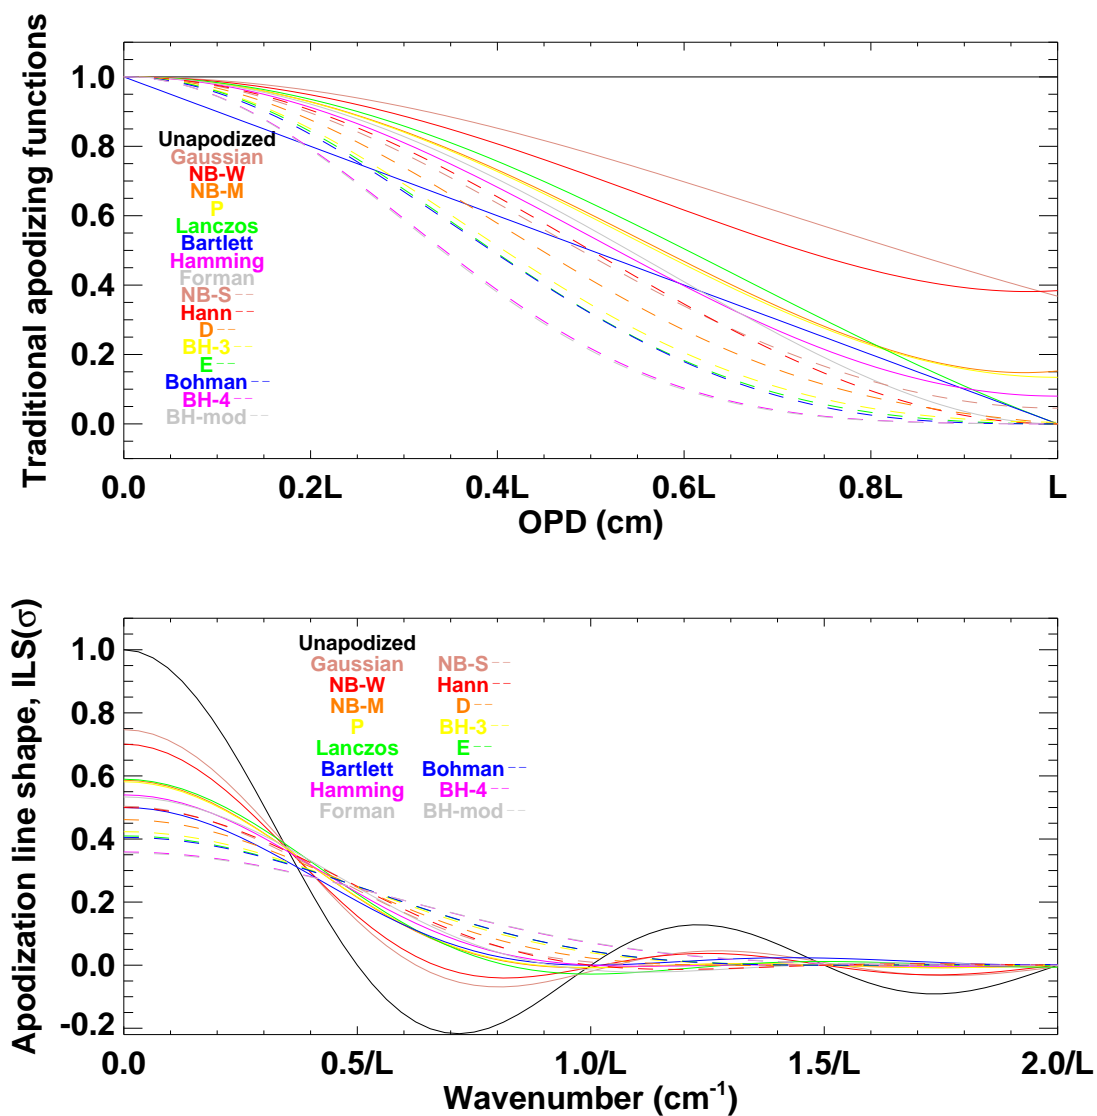 Traditional apodizing functions
1.0
0.8
0.6
0.4
0.2
0.0
Unapodized
Gaussian
NB-W
NB-M
P
Lanczos
Bartlett
Hamming
Forman
NB-S
Hann
D
BH-3
E
Bohman
BH-4
BH-mod
0.0 0.2L 0.4L 0.6L 0.8L L
OPD (cm)
Apodization line shape, ILS(σ)
1.0
0.8
0.6
0.4
0.2
0.0
-0.2
Unapodized
Gaussian NB-S
NB-W Hann
NB-M D
P BH-3
Lanczos E
Bartlett Bohman
Hamming BH-4
Forman BH-mod
0.0 0.5/L 1.0/L 1.5/L 2.0/L
Wavenumber (cm⁻¹)